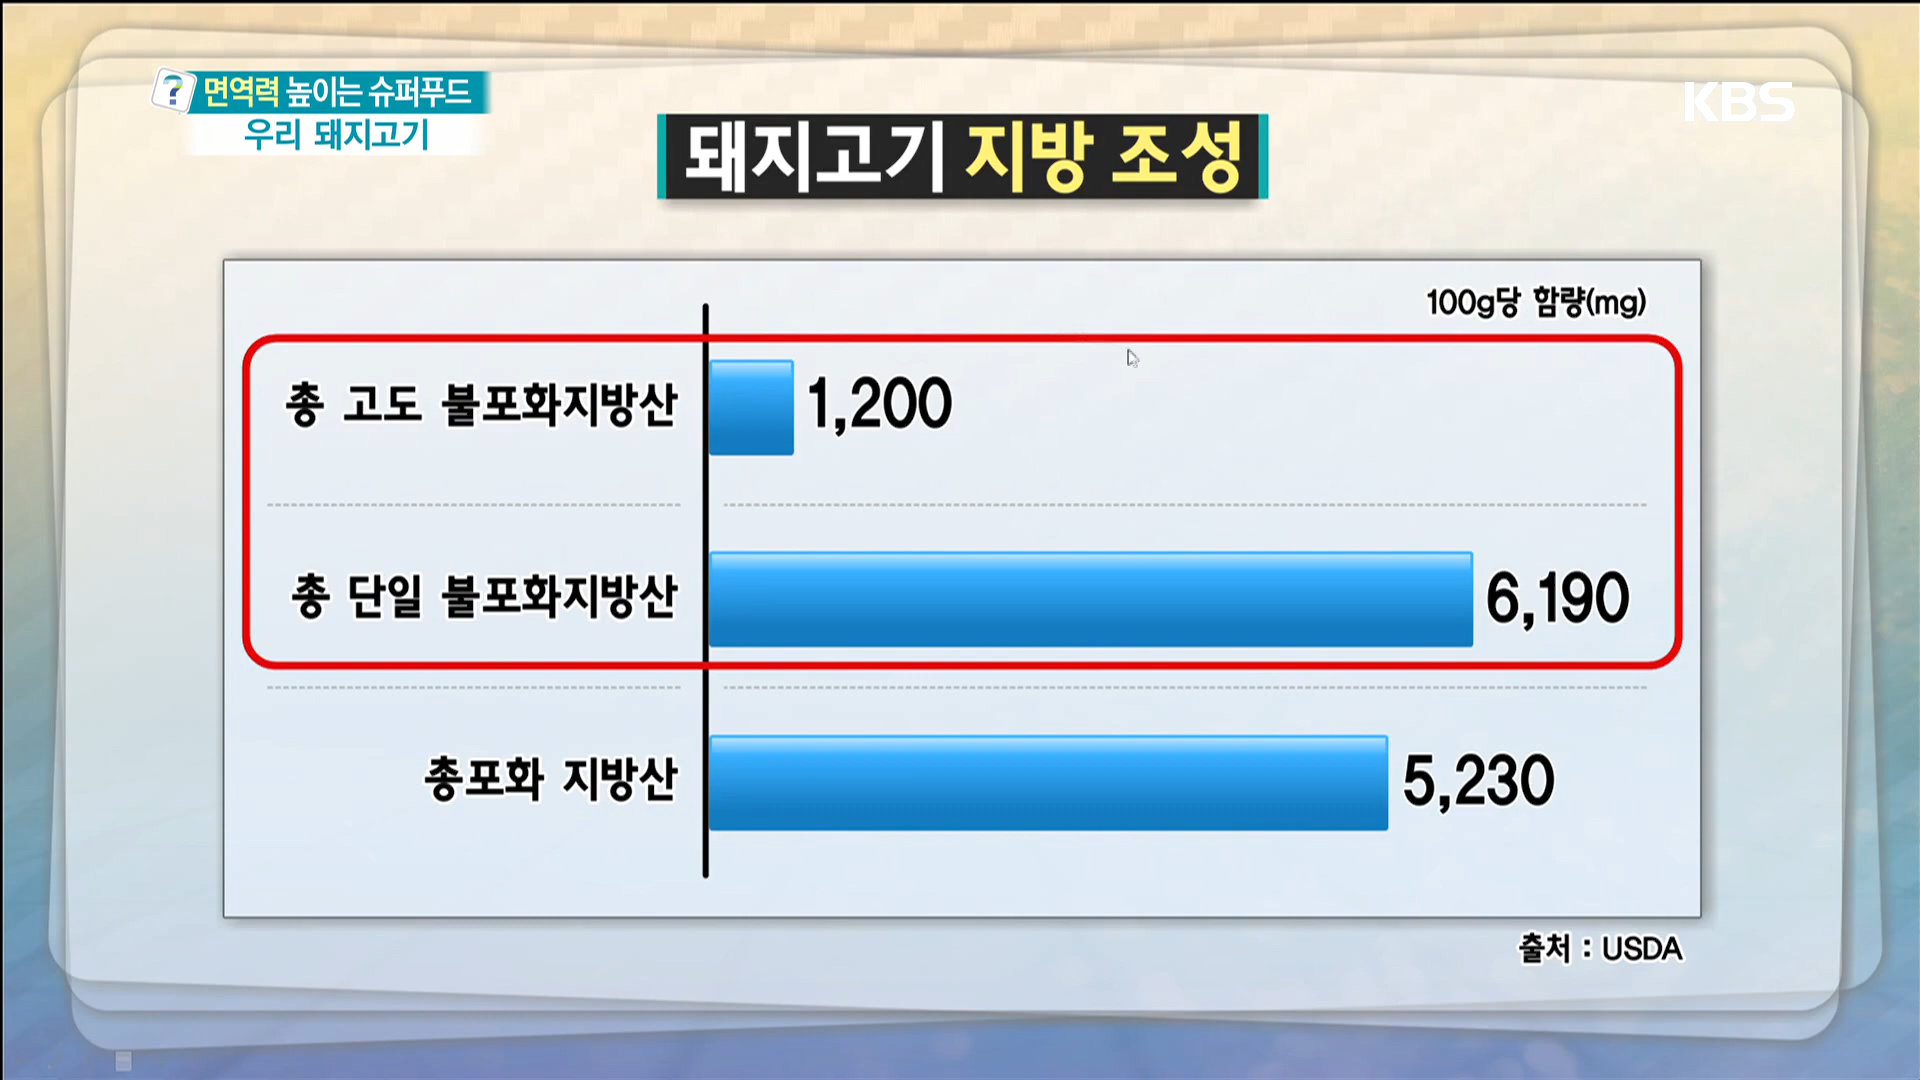 면역력 높이는 슈퍼푸드
우리 돼지고기
KBS
돼지고기 지방 조성
100g당 함량(mg)
총 고도 불포화지방산 1,200
총 단일 불포화지방산 6,190
총포화 지방산 5,230
출처 : USDA